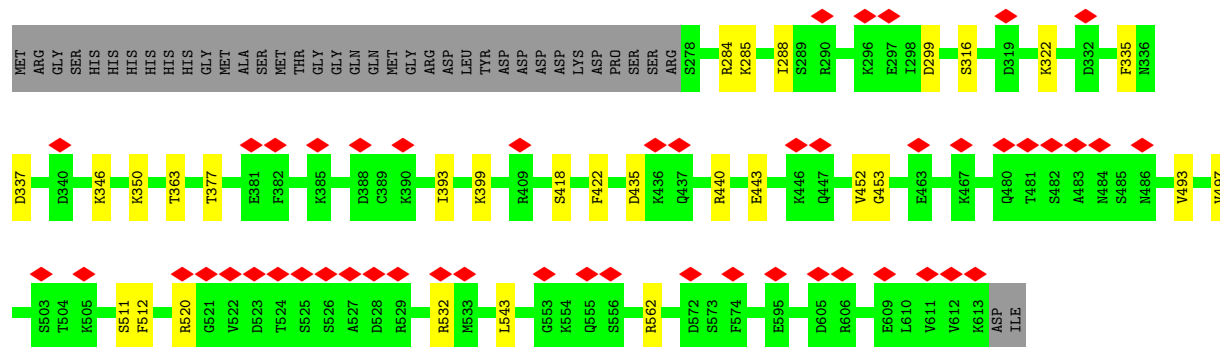 MET ARG GLY SER HIS HIS HIS HIS HIS HIS GLY MET ALA SER MET THR GLY GLY GLN GLN MET GLY ARG ASP LEU TYR ASP ASP ASP ASP LYS ASP PRO SER SER ARG S278 R284 K285 I288 S289 R290 K296 E297 I298 D299 S316 D319 K322 D332 F335 N336
D337 D340 K346 K350 T363 T377 E381 F382 K385 D388 C389 K390 I393 K399 R409 S418 F422 D435 K436 Q437 R440 E443 K446 Q447 V452 G453 E463 K467 Q480 T481 S482 A483 N484 S485 N486 V493 V497
S503 T504 K505 S511 F512 R520 G521 V522 D523 T524 S525 S526 A527 D528 R529 R532 M533 L543 G553 K554 Q555 S556 R562 D572 S573 F574 E595 D605 R606 E609 L610 V611 V612 K613 ASP ILE